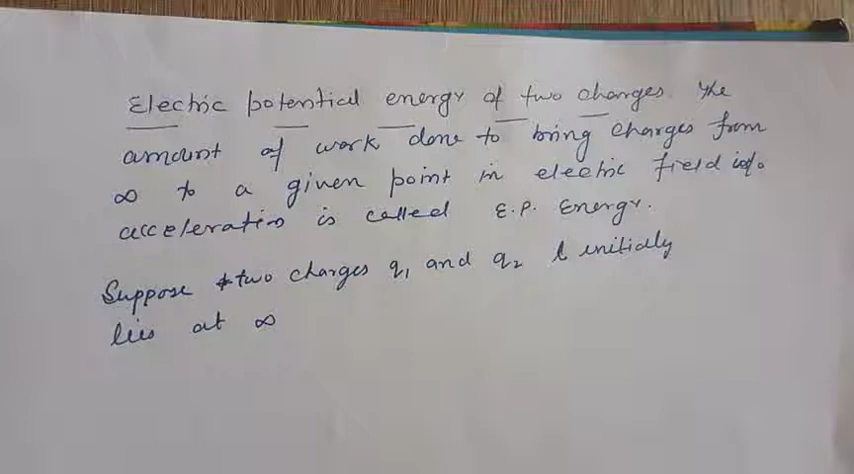 Electric potential energy of two charges. The
amount of work done to bring charges from
∞ to a given point in electric field w/o
acceleration is called E.P. Energy.
Suppose two charges q₁ and q₂ initially
lies at ∞